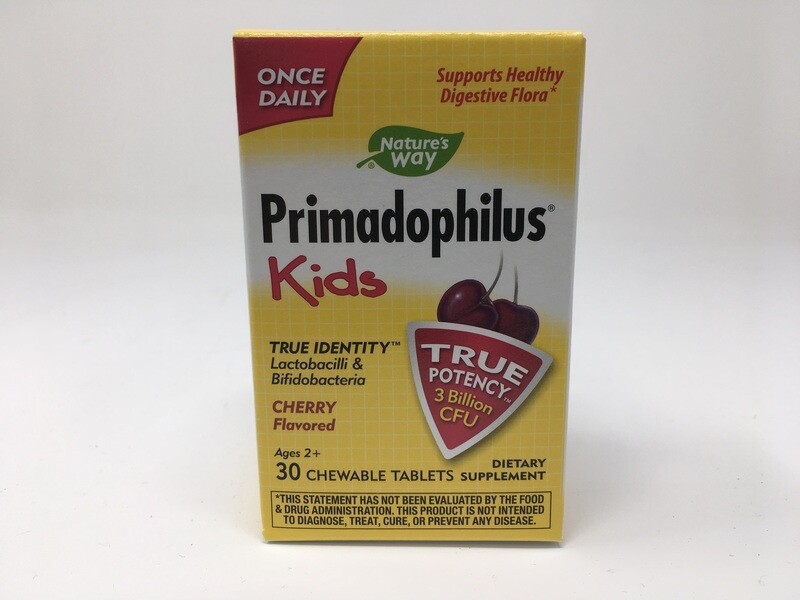 ONCE
DAILY
Supports Healthy
Digestive Flora*
Nature's
Way
®
Primadophilus®
Kids
TRUE IDENTITY™
Lactobacilli &
Bifidobacteria
CHERRY
Flavored
TRUE
POTENCY™
3 Billion
CFU
Ages 2+
30 CHEWABLE TABLETS
DIETARY
SUPPLEMENT
*THIS STATEMENT HAS NOT BEEN EVALUATED BY THE FOOD
& DRUG ADMINISTRATION. THIS PRODUCT IS NOT INTENDED
TO DIAGNOSE, TREAT, CURE, OR PREVENT ANY DISEASE.